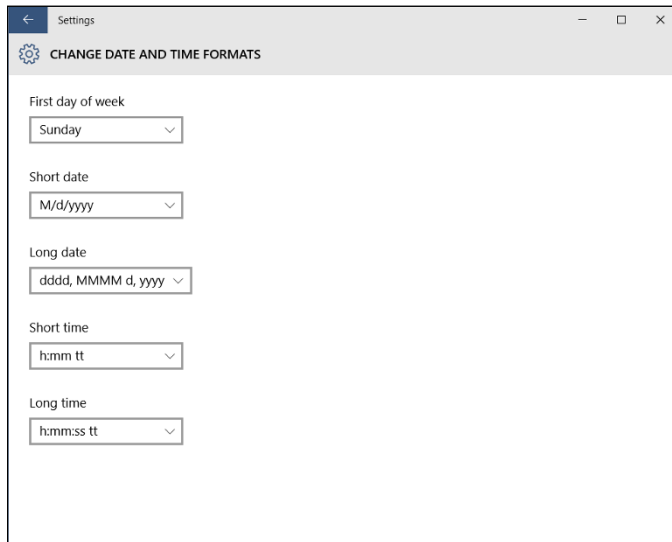 Settings
CHANGE DATE AND TIME FORMATS
First day of week
Sunday
Short date
M/d/yyyy
Long date
dddd, MMMM d, yyyy
Short time
h:mm tt
Long time
h:mm:ss tt